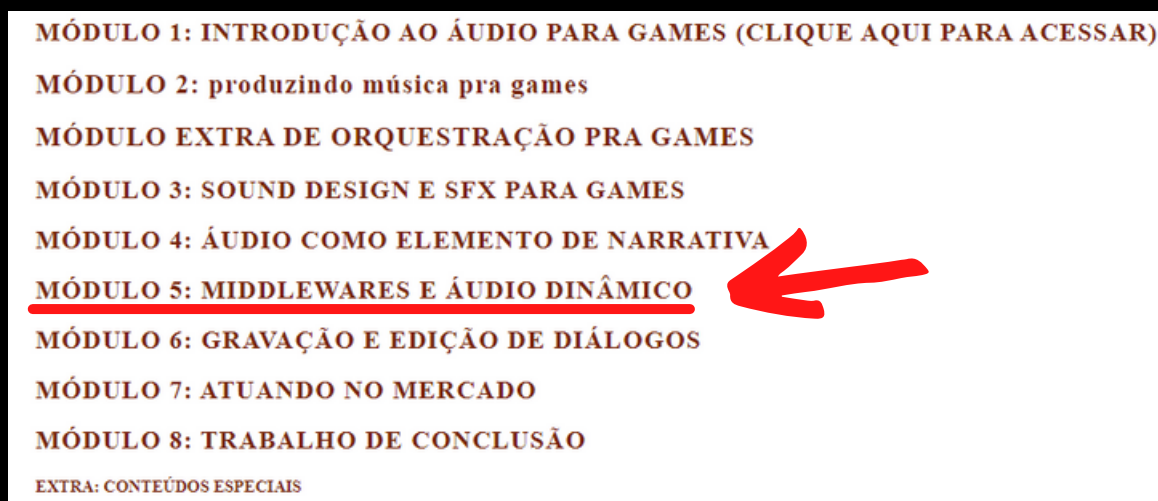 MÓDULO 1: INTRODUÇÃO AO ÁUDIO PARA GAMES (CLIQUE AQUI PARA ACESSAR)
MÓDULO 2: produzindo música pra games
MÓDULO EXTRA DE ORQUESTRAÇÃO PRA GAMES
MÓDULO 3: SOUND DESIGN E SFX PARA GAMES
MÓDULO 4: ÁUDIO COMO ELEMENTO DE NARRATIVA
MÓDULO 5: MIDDLEWARES E ÁUDIO DINÂMICO
MÓDULO 6: GRAVAÇÃO E EDIÇÃO DE DIÁLOGOS
MÓDULO 7: ATUANDO NO MERCADO
MÓDULO 8: TRABALHO DE CONCLUSÃO
EXTRA: CONTEÚDOS ESPECIAIS